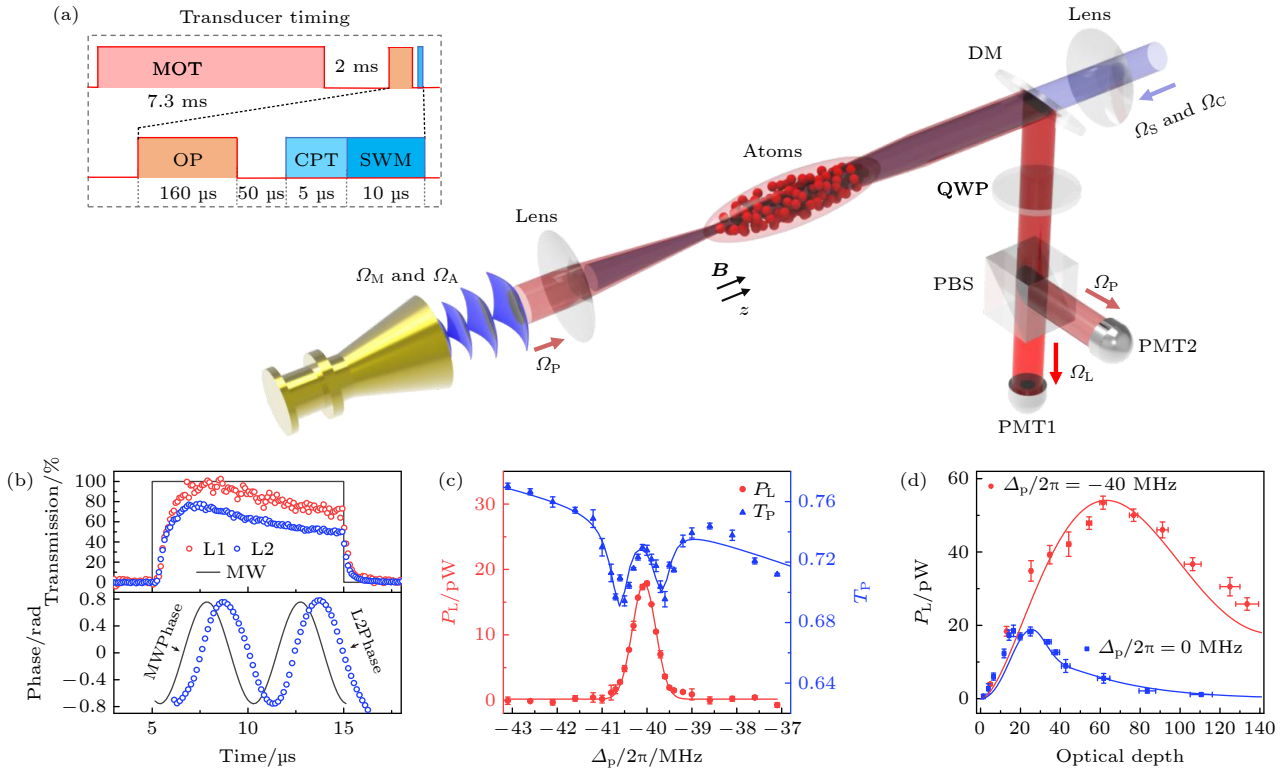 (a)
Transducer timing
MOT
2 ms
7.3 ms
OP
CPT
SWM
160 µs
50 µs
5 µs
10 µs
Lens
DM
Ω_S and Ω_C
Atoms
QWP
Lens
B
z
PBS
Ω_P
Ω_M and Ω_A
Ω_P
PMT2
Ω_L
PMT1
(b)
Transmission/%
100
80
60
40
20
0
L1 L2
MW
Phase/rad
0.8
0.4
0
−0.4
−0.8
MWPhase
L2Phase
5 10 15
Time/µs
(c)
P_L/pW
30
20
10
0
P_L
T_P
0.76
0.72
0.68
0.64
T_P
−43 −42 −41 −40 −39 −38 −37
Δ_p/2π/MHz
(d)
P_L/pW
60
40
20
0
Δ_p/2π = −40 MHz
Δ_p/2π = 0 MHz
0 20 40 60 80 100 120 140
Optical depth